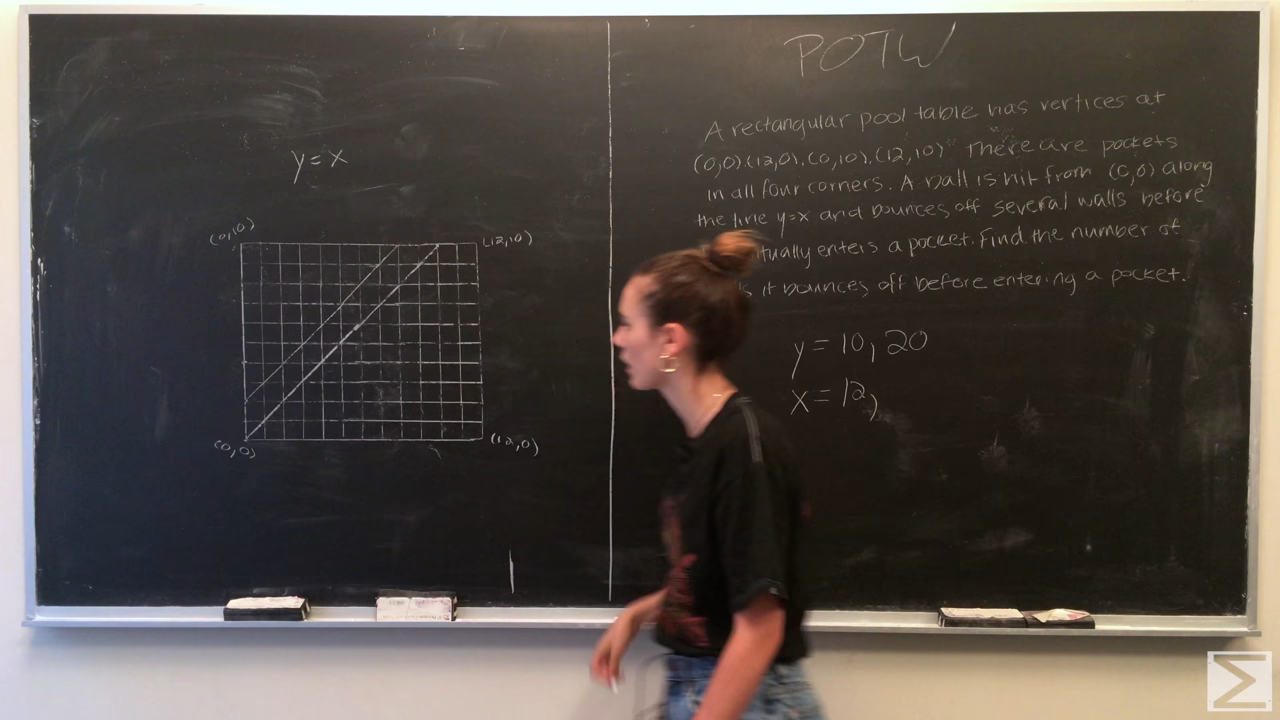 POTW
y=x
A rectangular pool table has vertices at
(0,0),(12,0),(0,10),(12,10). There are pockets
in all four corners. A ball is hit from (0,0) along
the line y=x and bounces off several walls before
enters a pocket. Find the number of
it bounces off before entering a pocket.
(0,10) (12,10)
(0,0) (12,0)
y = 10, 20
x = 12,
Σ